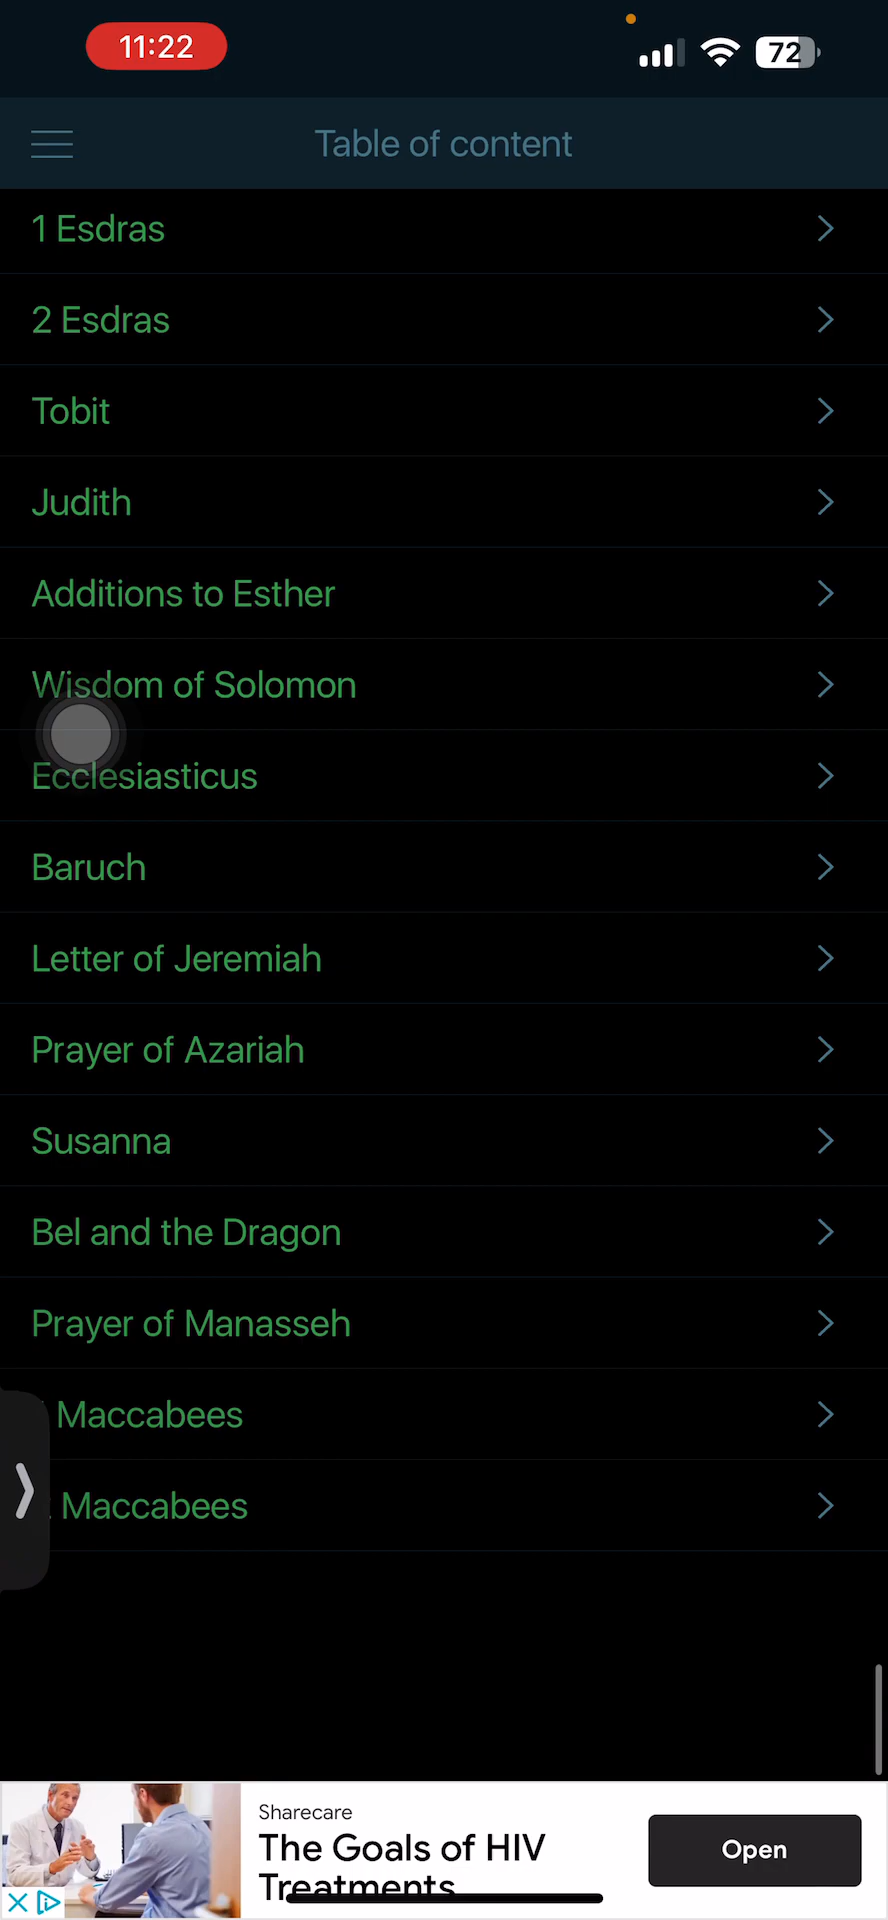 11:22
72
Table of content
1 Esdras
2 Esdras
Tobit
Judith
Additions to Esther
Wisdom of Solomon
Ecclesiasticus
Baruch
Letter of Jeremiah
Prayer of Azariah
Susanna
Bel and the Dragon
Prayer of Manasseh
Maccabees
Maccabees
Sharecare
The Goals of HIV
Treatments
Open